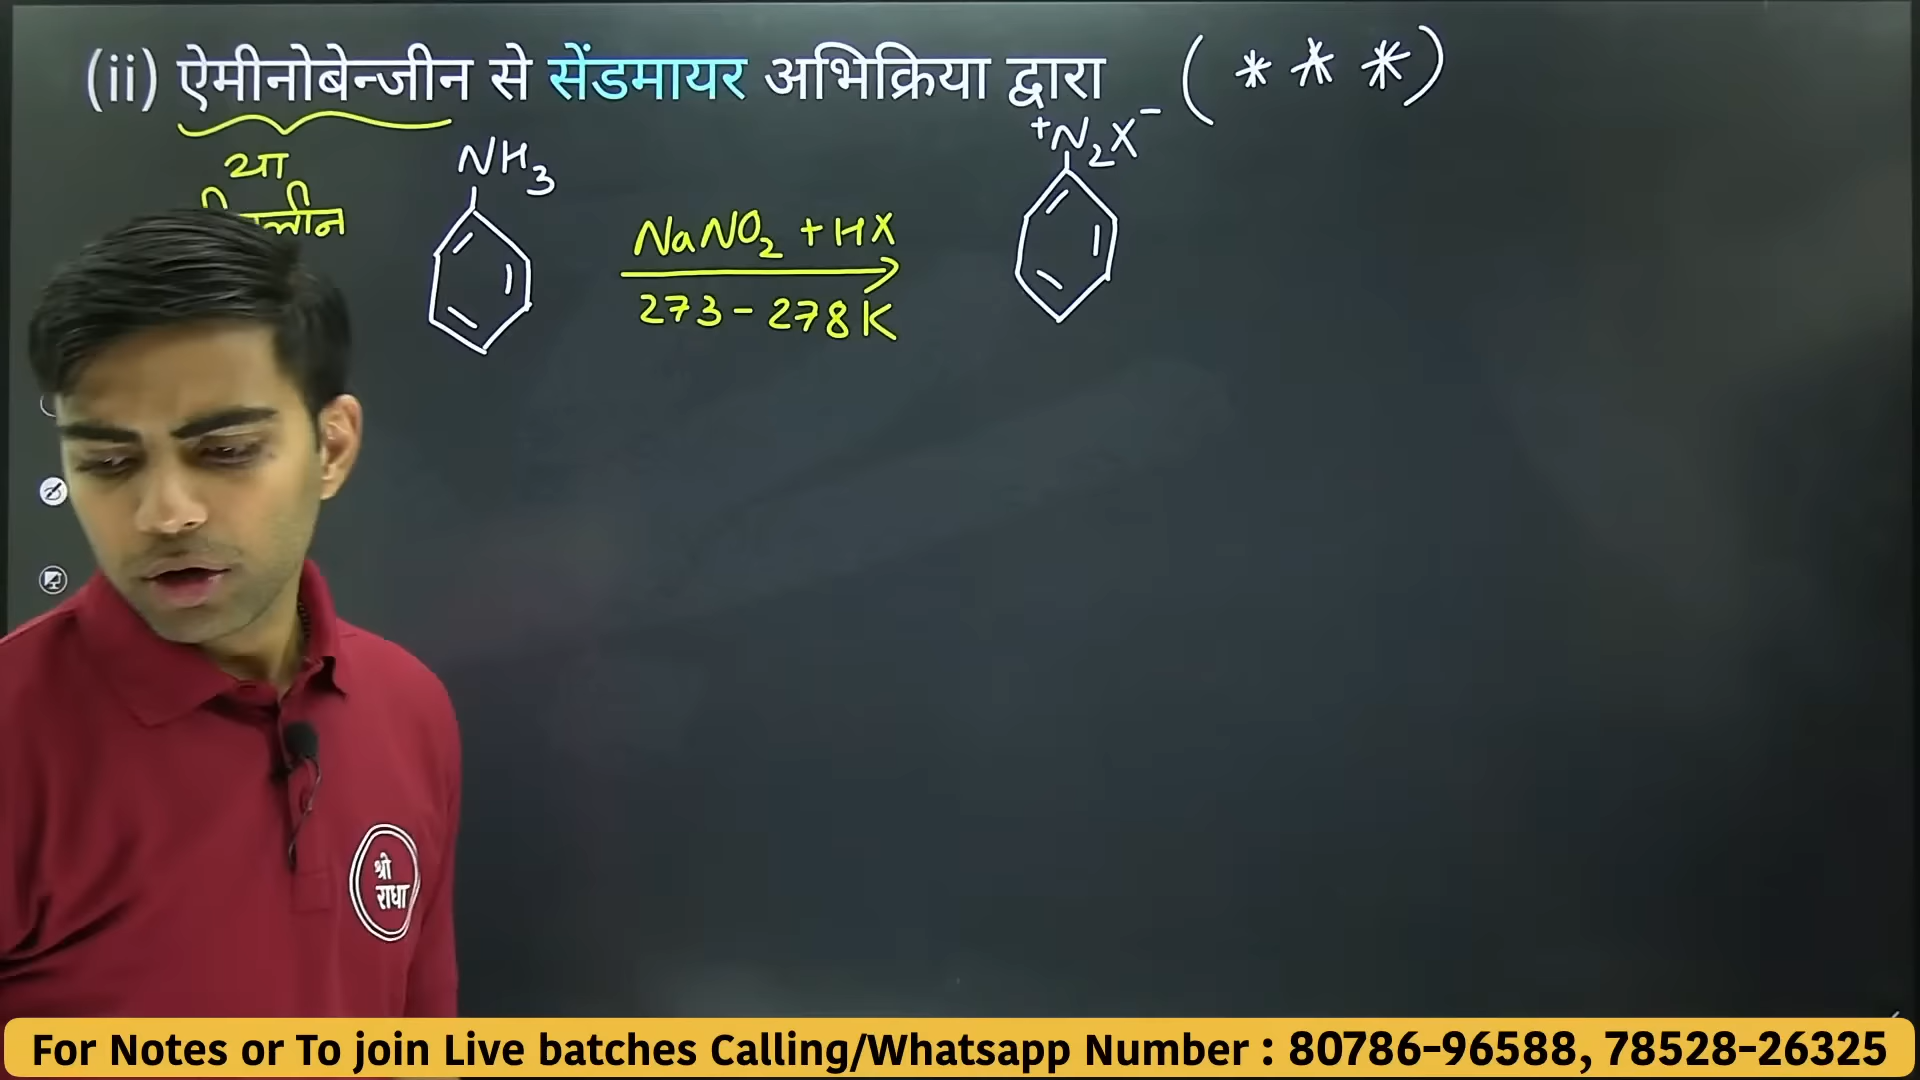 (ii) ऐमीनोबेन्जीन से सेंडमायर अभिक्रिया द्वारा (***)
या
NH3
NaNO2 + HX
273-278K
+N2X-
श्री
राधा
For Notes or To join Live batches Calling/Whatsapp Number : 80786-96588, 78528-26325